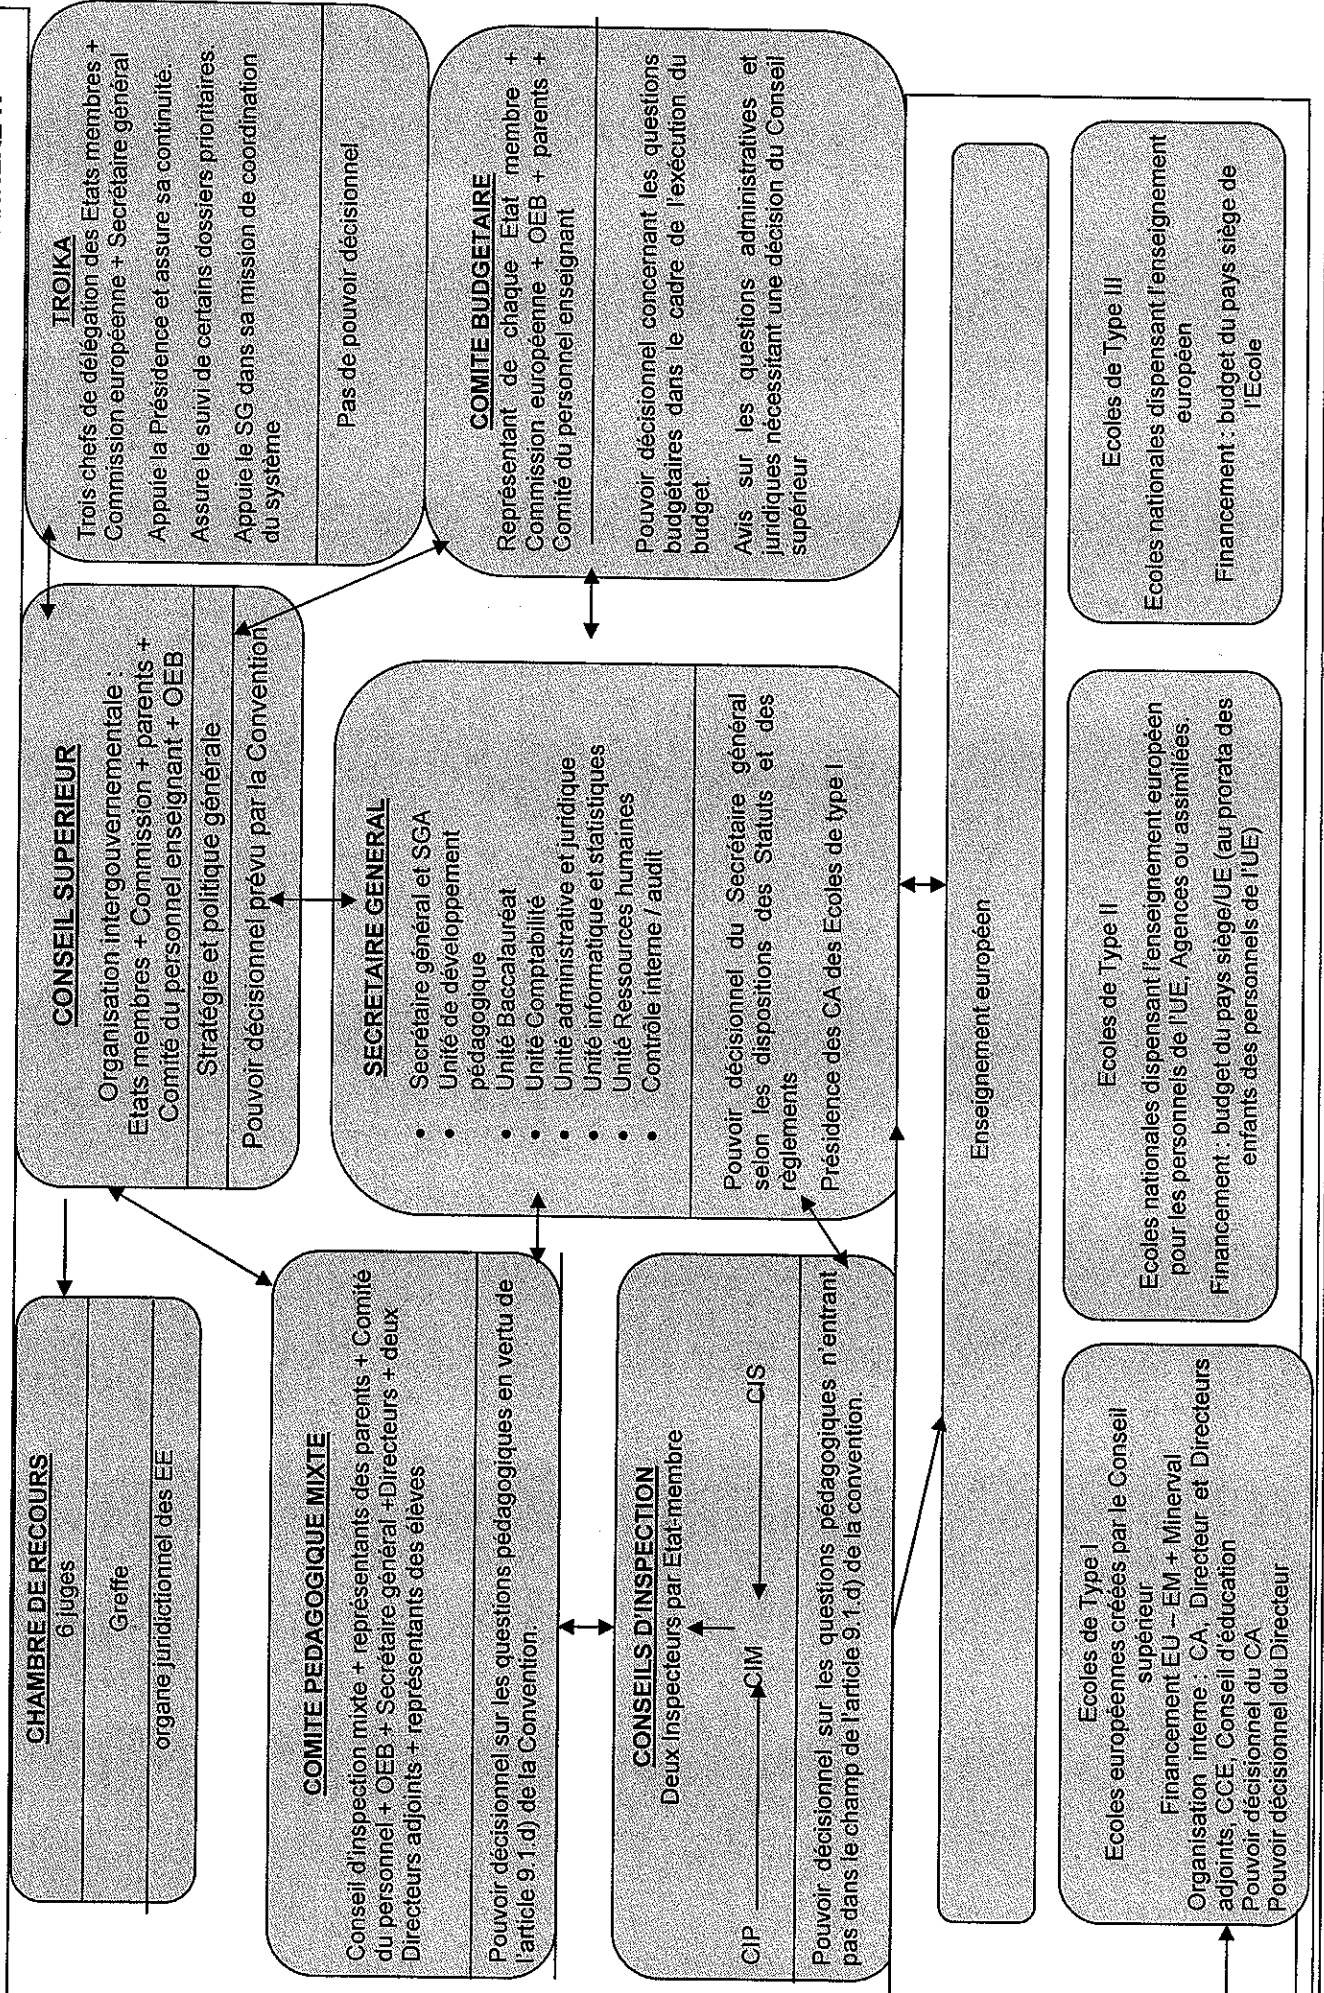 CHAMBRE DE RECOURS
6 juges
Greffe
organe juridictionnel des EE
CONSEIL SUPERIEUR
Organisation intergouvernementale :
Etats membres + Commission + parents +
Comité du personnel enseignant + OEB
Stratégie et politique générale
Pouvoir décisionnel prévu par la Convention
TROIKA
Trois chefs de délégation des Etats membres +
Commission européenne + Secrétaire général
Appuie la Présidence et assure sa continuité.
Assure le suivi de certains dossiers prioritaires.
Appuie le SG dans sa mission de coordination
du système
Pas de pouvoir décisionnel
COMITE PEDAGOGIQUE MIXTE
Conseil d'inspection mixte + représentants des parents + Comité
du personnel + OEB + Secrétaire général +Directeurs + deux
Directeurs adjoints + représentants des élèves
Pouvoir décisionnel sur les questions pédagogiques en vertu de
l'article 9.1.d) de la Convention.
SECRETAIRE GENERAL
• Secrétaire général et SGA
• Unité de développement
pédagogique
• Unité Baccalauréat
• Unité Comptabilité
• Unité administrative et juridique
• Unité informatique et statistiques
• Unité Ressources humaines
• Contrôle interne / audit
Pouvoir décisionnel du Secrétaire général
selon les dispositions des Statuts et des
règlements
Présidence des CA des Ecoles de type I
COMITE BUDGETAIRE
Représentant de chaque Etat membre +
Commission européenne + OEB + parents +
Comité du personnel enseignant
Pouvoir décisionnel concernant les questions
budgétaires dans le cadre de l'exécution du
budget
Avis sur les questions administratives et
juridiques nécessitant une décision du Conseil
supérieur
CONSEILS D'INSPECTION
Deux Inspecteurs par Etat-membre
CIP CIM CIS
Pouvoir décisionnel sur les questions pédagogiques n'entrant
pas dans le champ de l'article 9.1.d) de la convention.
Enseignement européen
Ecoles de Type I
Ecoles européennes créées par le Conseil
supérieur
Financement EU – EM + Minerval
Organisation interne : CA, Directeur et Directeurs
adjoints, CCE, Conseil d'éducation
Pouvoir décisionnel du CA
Pouvoir décisionnel du Directeur
Ecoles de Type II
Ecoles nationales dispensant l'enseignement européen
pour les personnels de l'UE, Agences ou assimilées.
Financement : budget du pays siège/UE (au prorata des
enfants des personnels de l'UE)
Ecoles de Type III
Ecoles nationales dispensant l'enseignement
européen
Financement : budget du pays siège de
l'Ecole